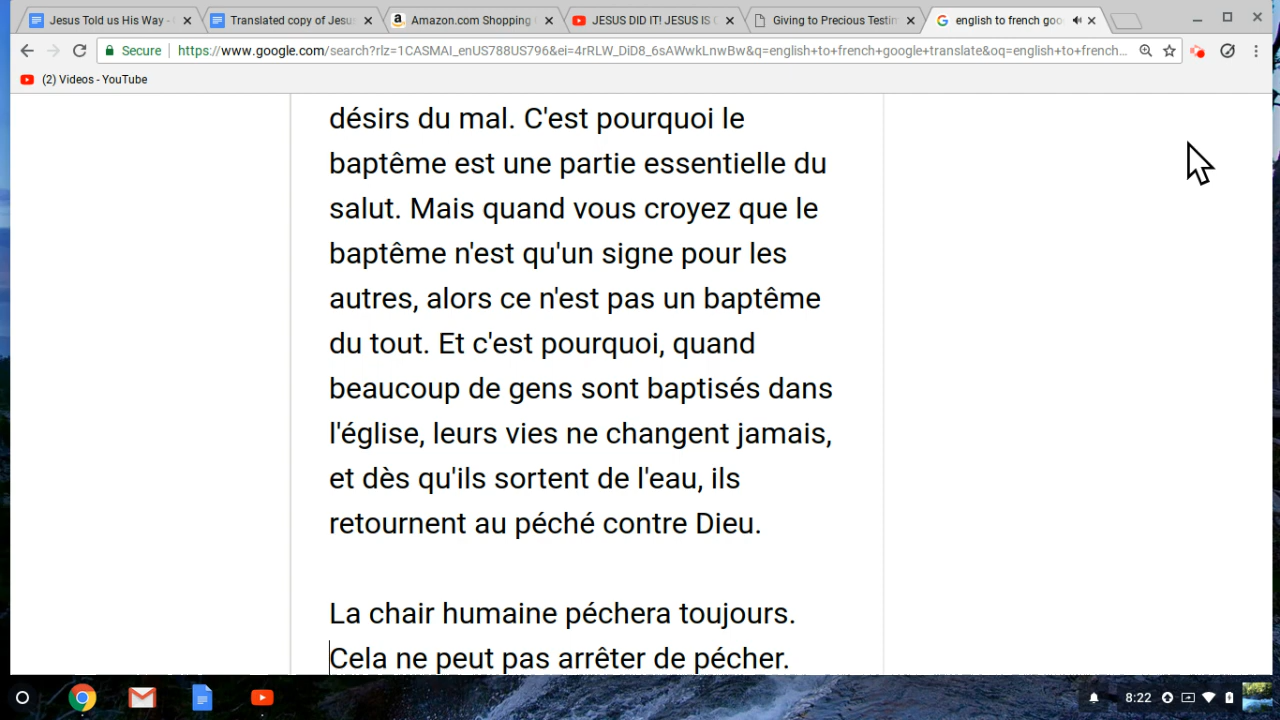 Jesus Told us His Way -
Translated copy of Jesus
Amazon.com Shopping
JESUS DID IT! JESUS IS
Giving to Precious Testin
english to french goo
Secure
https://www.google.com/search?rlz=1CASMAI_enUS788US796&ei=4rRLW_DiD8_6sAWwkLnwBw&q=english+to+french+google+translate&oq=english+to+french...
(2) Videos - YouTube
désirs du mal. C'est pourquoi le
baptême est une partie essentielle du
salut. Mais quand vous croyez que le
baptême n'est qu'un signe pour les
autres, alors ce n'est pas un baptême
du tout. Et c'est pourquoi, quand
beaucoup de gens sont baptisés dans
l'église, leurs vies ne changent jamais,
et dès qu'ils sortent de l'eau, ils
retournent au péché contre Dieu.
La chair humaine péchera toujours.
Cela ne peut pas arrêter de pécher.
8:22